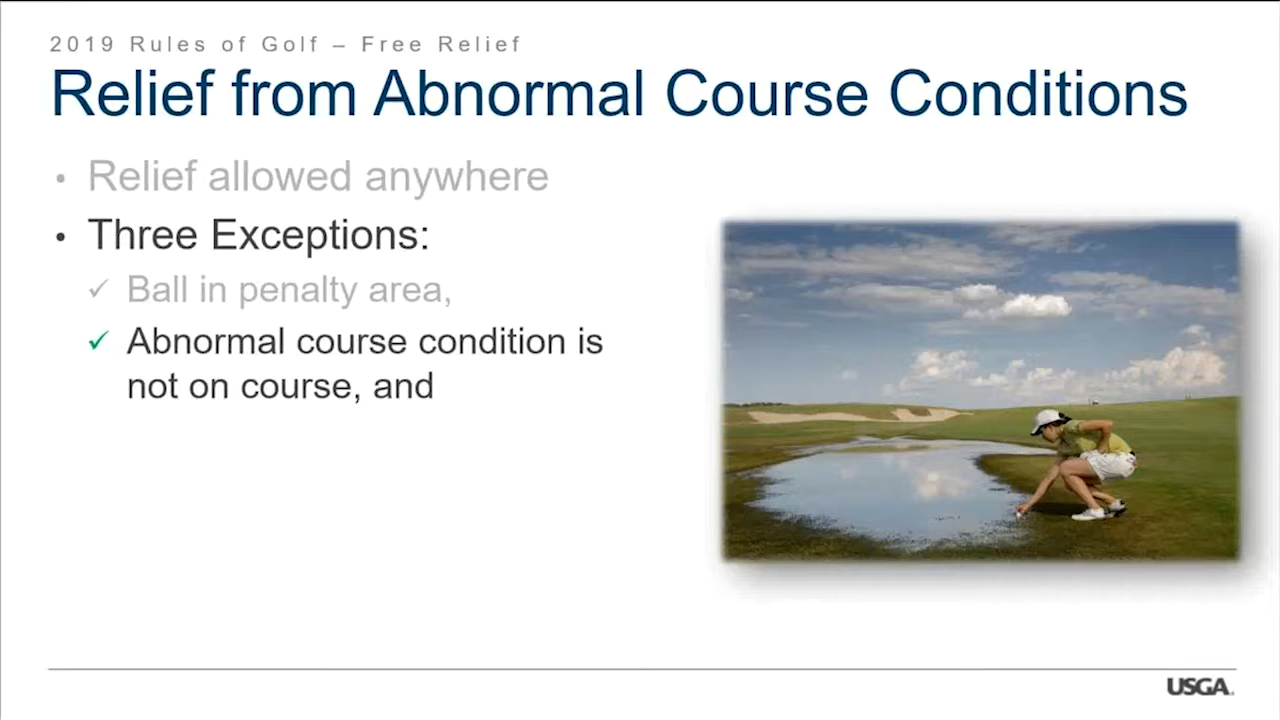 2019 Rules of Golf – Free Relief
Relief from Abnormal Course Conditions
• Relief allowed anywhere
• Three Exceptions:
✓ Ball in penalty area,
✓ Abnormal course condition is
not on course, and
USGA.